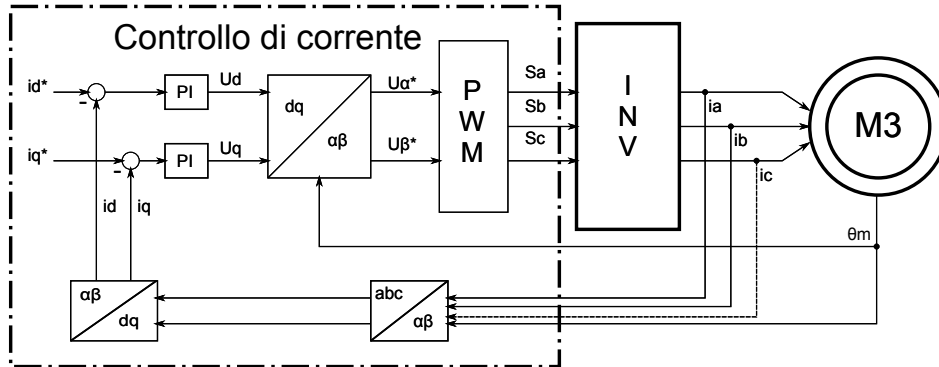 Controllo di corrente
id*
-
PI
Ud
dq
αβ
Uα*
Uβ*
P
W
M
Sa
Sb
Sc
I
N
V
ia
ib
ic
M3
iq*
-
PI
Uq
id
iq
θm
αβ
dq
abc
αβ